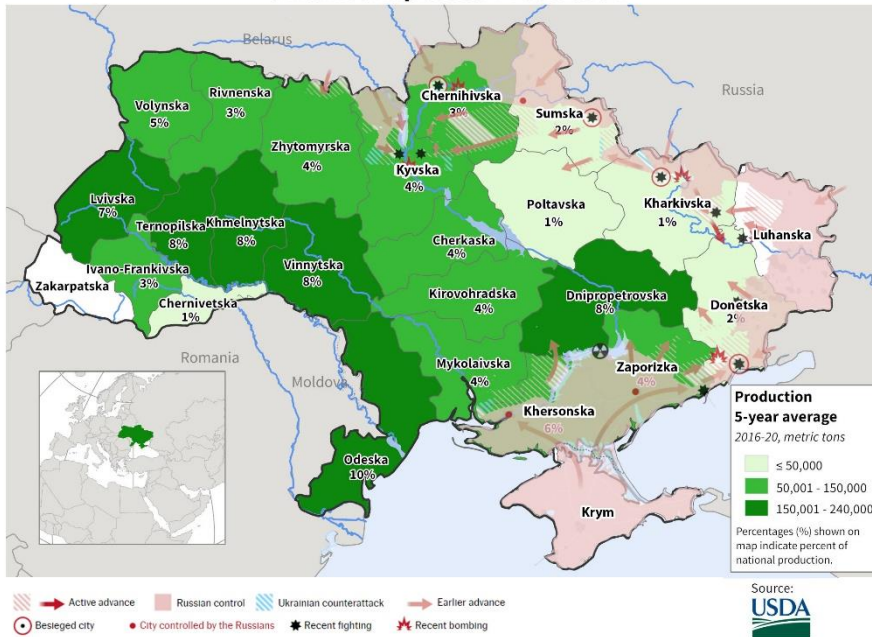 Belarus
Russia
Chernihivska
3%
Rivnenska
3%
Volynska
5%
Sumska
2%
Zhytomyrska
4%
Kyvska
4%
Lvivska
7%
Ternopilska
8%
Khmelnytska
8%
Poltavska
1%
Kharkivska
1%
Luhanska
Cherkaska
4%
Vinnytska
8%
Ivano-Frankivska
3%
Zakarpatska
Chernivetska
1%
Kirovohradska
4%
Dnipropetrovska
8%
Donetska
2%
Romania
Moldova
Mykolaivska
4%
Zaporizka
4%
Khersonska
6%
Odeska
10%
Krym
Production
5-year average
2016-20, metric tons
≤ 50,000
50,001 - 150,000
150,001 - 240,000
Percentages (%) shown on
map indicate percent of
national production.
Active advance
Russian control
Ukrainian counterattack
Earlier advance
Besieged city
City controlled by the Russians
Recent fighting
Recent bombing
Source:
USDA